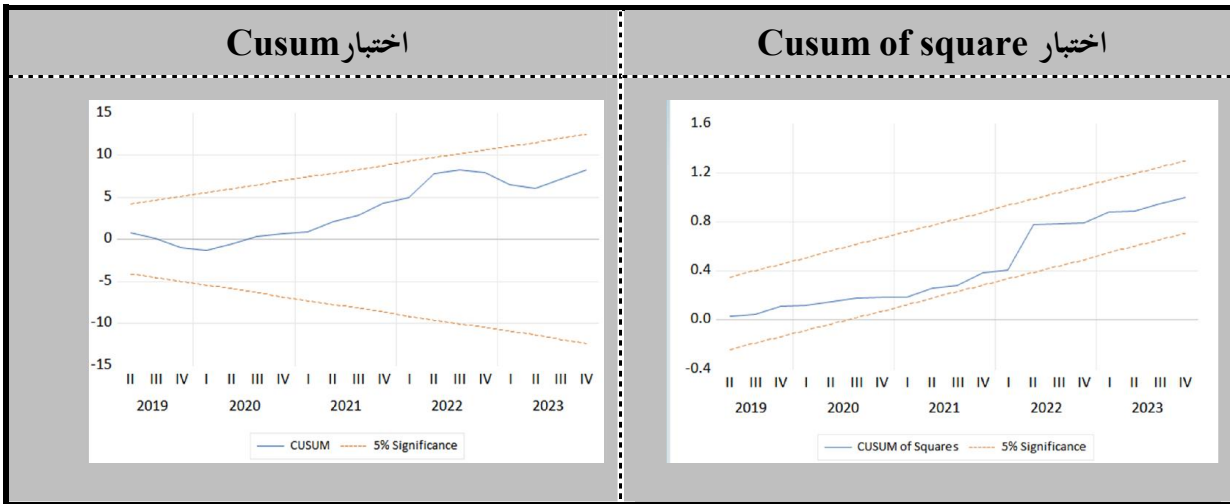 اختبار Cusum
اختبار Cusum of square
15
10
5
0
-5
-10
-15
II III IV I II III IV I II III IV I II III IV I II III IV
2019 2020 2021 2022 2023
CUSUM 5% Significance
1.6
1.2
0.8
0.4
0.0
-0.4
II III IV I II III IV I II III IV I II III IV I II III IV
2019 2020 2021 2022 2023
CUSUM of Squares 5% Significance